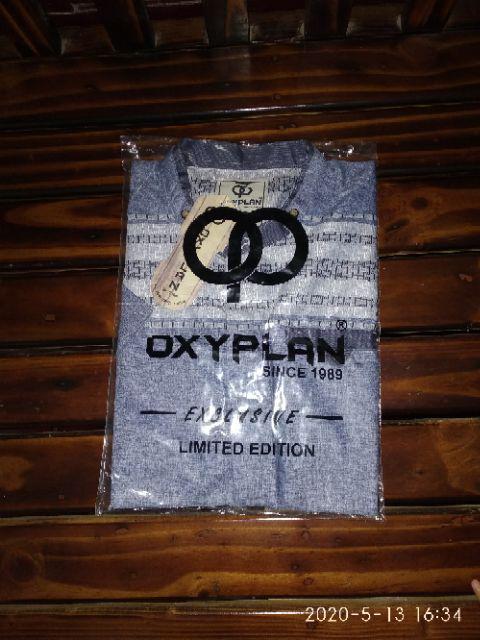 OXYPLAN
OXYPLAN®
SINCE 1989
EXCLUSIVE
LIMITED EDITION
2020-5-13 16:34